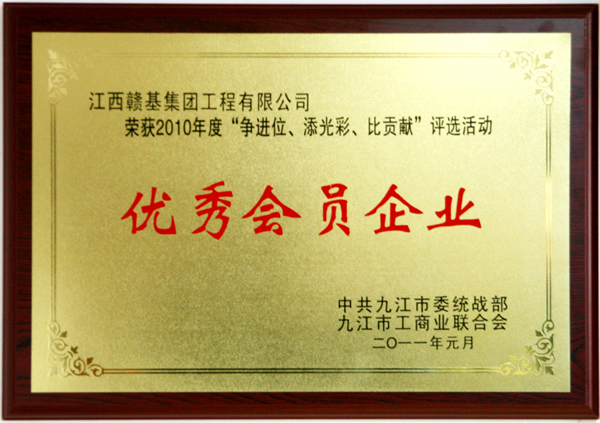 江西赣基集团工程有限公司
荣获2010年度“争进位、添光彩、比贡献”评选活动
优秀会员企业
中共九江市委统战部
九江市工商业联合会
二〇一一年元月